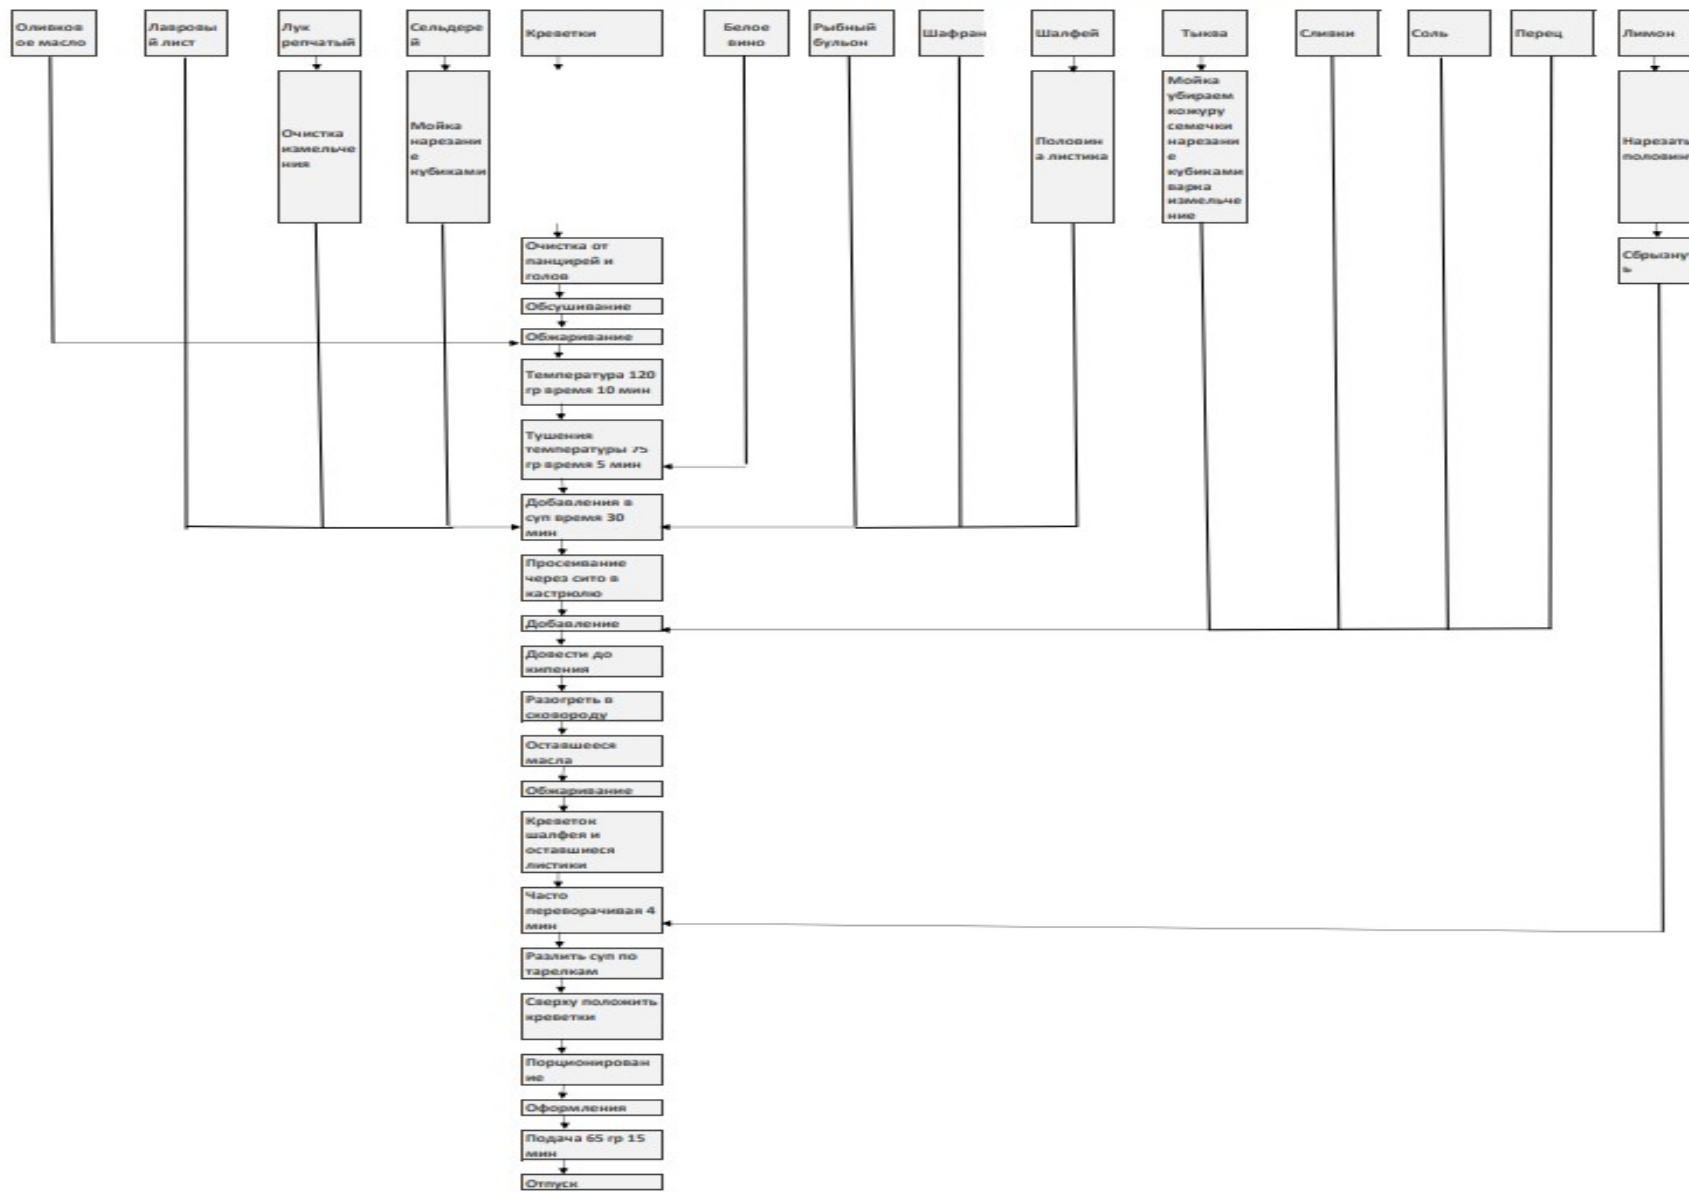 Оливков
ое масло
Лавровы
й лист
Лук
репчатый
Сельдере
й
Креветки
Белое
вино
Рыбный
бульон
Шафран
Шалфей
Тыква
Сливки
Соль
Перец
Лимон
Очистка
измельче
ния
Мойка
нарезани
е
кубиками
Половин
а листика
Мойка
убираем
кожуру
семечки
нарезани
е
кубиками
варка
измельче
ние
Нарезать
половин
Сбрызну
ь
Очистка от
панцирей и
голов
Обсушивание
Обжаривание
Температура 120
гр время 10 мин
Тушения
температуры 75
гр время 5 мин
Добавления в
суп время 30
мин
Просеивание
через сито в
кастрюлю
Добавление
Довести до
кипения
Разогреть в
сковороду
Оставшееся
масла
Обжаривание
Креветок
шалфея и
оставшиеся
листики
Часто
переворачивая 4
мин
Разлить суп по
тарелкам
Сверху положить
креветки
Порционирован
ие
Оформления
Подача 65 гр 15
мин
Отпуск